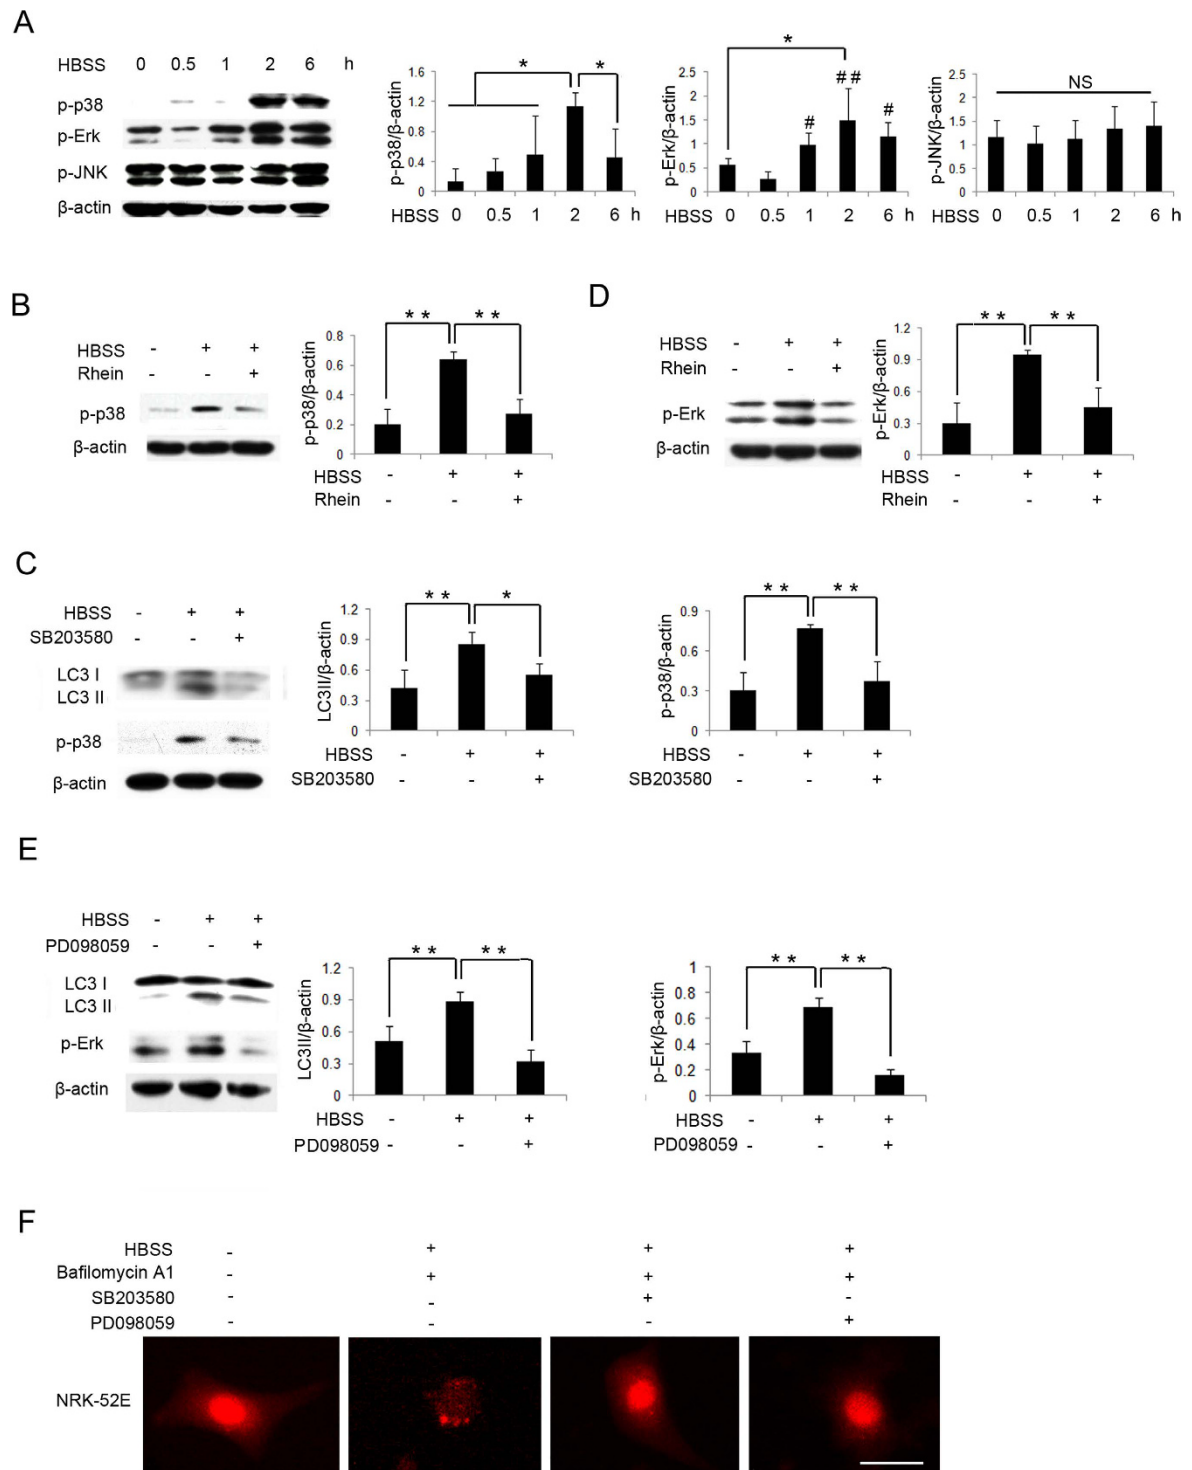 A
HBSS 0 0.5 1 2 6 h
p-p38
p-Erk
p-JNK
β-actin
p-p38/β-actin
1.6
1.2
0.8
0.4
0
* *
HBSS 0 0.5 1 2 6 h
p-Erk/β-actin
2.5
2
1.5
1
0.5
0
*
# ## #
HBSS 0 0.5 1 2 6 h
p-JNK/β-actin
2.5
2
1.5
1
0.5
0
NS
HBSS 0 0.5 1 2 6 h
B
HBSS - + +
Rhein - - +
p-p38
β-actin
p-p38/β-actin
0.8
0.6
0.4
0.2
0
** **
HBSS - + +
Rhein - - +
D
HBSS - + +
Rhein - - +
p-Erk
β-actin
p-Erk/β-actin
1.2
0.9
0.6
0.3
0
** **
HBSS - + +
Rhein - - +
C
HBSS - + +
SB203580 - - +
LC3 I
LC3 II
p-p38
β-actin
LC3II/β-actin
1.2
0.9
0.6
0.3
0
** *
HBSS - + +
SB203580 - - +
p-p38/β-actin
0.9
0.6
0.3
0
** **
HBSS - + +
SB203580 - - +
E
HBSS - + +
PD098059 - - +
LC3 I
LC3 II
p-Erk
β-actin
LC3II/β-actin
1.2
0.9
0.6
0.3
0
** **
HBSS - + +
PD098059 - - +
p-Erk/β-actin
1
0.8
0.6
0.4
0.2
0
** **
HBSS - + +
PD098059 - - +
F
HBSS - + + +
Bafilomycin A1 - + + +
SB203580 - - + -
PD098059 - - - +
NRK-52E